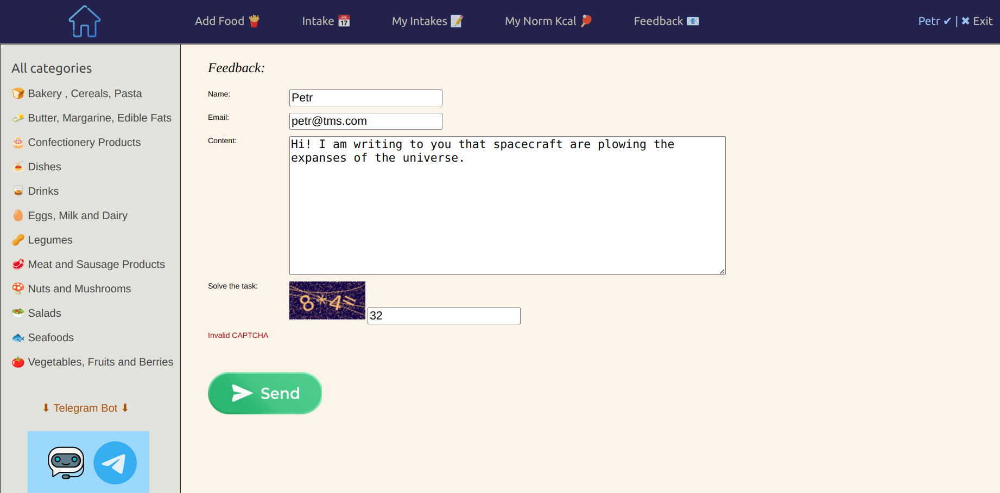 Add Food
Intake
July
17
My Intakes
My Norm Kcal
Feedback
Petr ✔ | ✖ Exit
All categories
Bakery , Cereals, Pasta
Butter, Margarine, Edible Fats
Confectionery Products
Dishes
Drinks
Eggs, Milk and Dairy
Legumes
Meat and Sausage Products
Nuts and Mushrooms
Salads
Seafoods
Vegetables, Fruits and Berries
⬇ Telegram Bot ⬇
Feedback:
Name:
Petr
Email:
petr@tms.com
Content:
Hi! I am writing to you that spacecraft are plowing the
expanses of the universe.
Solve the task:
8*4=
32
Invalid CAPTCHA
Send